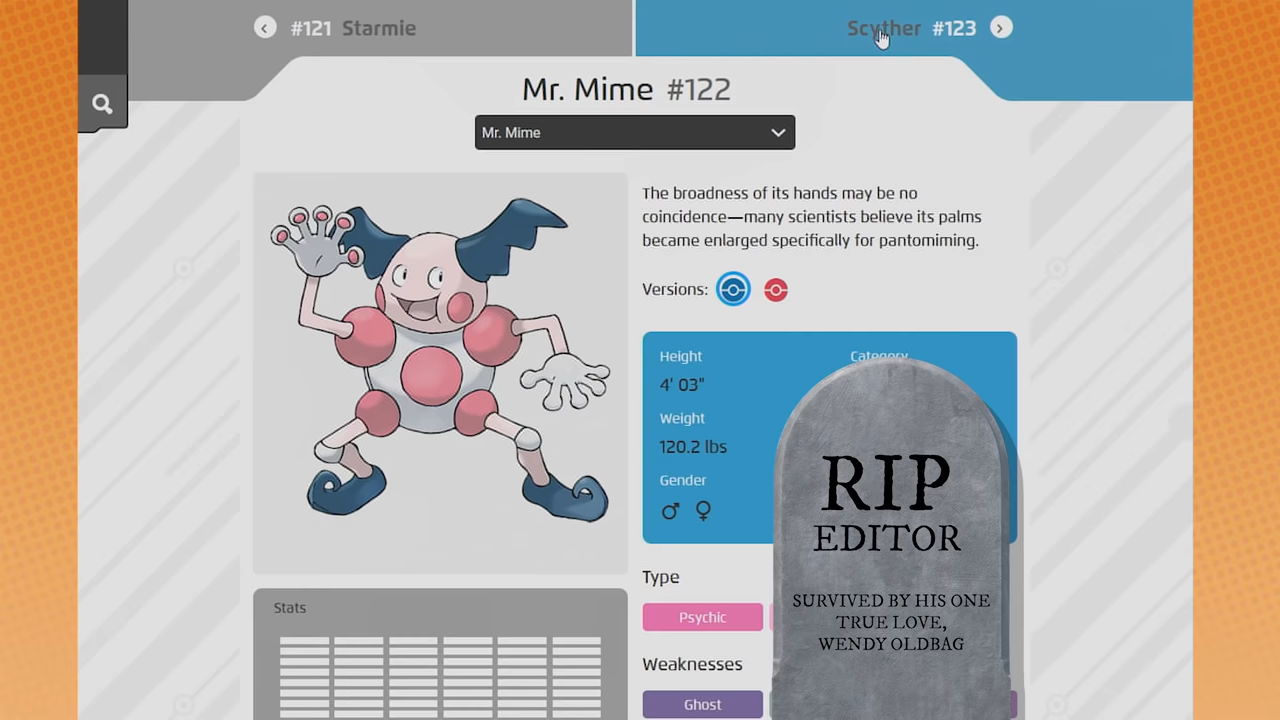 #121 Starmie
Scyther #123
Mr. Mime #122
Mr. Mime
The broadness of its hands may be no
coincidence—many scientists believe its palms
became enlarged specifically for pantomiming.
Versions:
Height
Category
4' 03"
Weight
120.2 lbs
Gender
Type
Psychic
Weaknesses
Ghost
Stats
RIP
EDITOR
SURVIVED BY HIS ONE
TRUE LOVE,
WENDY OLDBAG